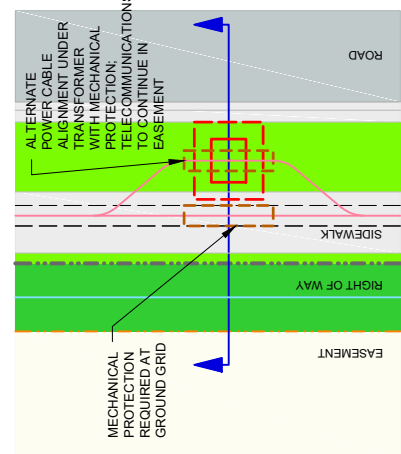 ALTERNATE
POWER CABLE
ALIGNMENT UNDER
TRANSFORMER
WITH MECHANICAL
PROTECTION;
TELECOMMUNICATIONS
TO CONTINUE IN
EASEMENT
ROAD
SIDEWALK
RIGHT OF WAY
EASEMENT
MECHANICAL
PROTECTION
REQUIRED AT
GROUND GRID